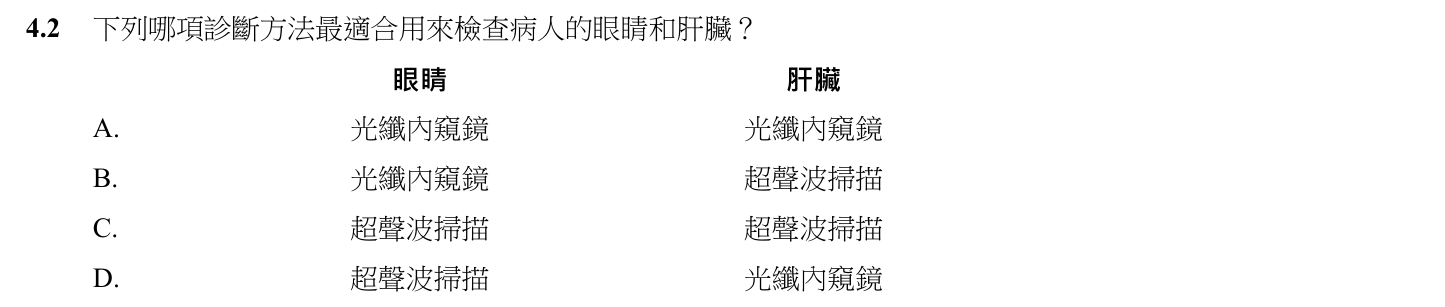 4.2 下列哪項診斷方法最適合用來檢查病人的眼睛和肝臟？
眼睛 肝臟
A. 光纖內窺鏡 光纖內窺鏡
B. 光纖內窺鏡 超聲波掃描
C. 超聲波掃描 超聲波掃描
D. 超聲波掃描 光纖內窺鏡